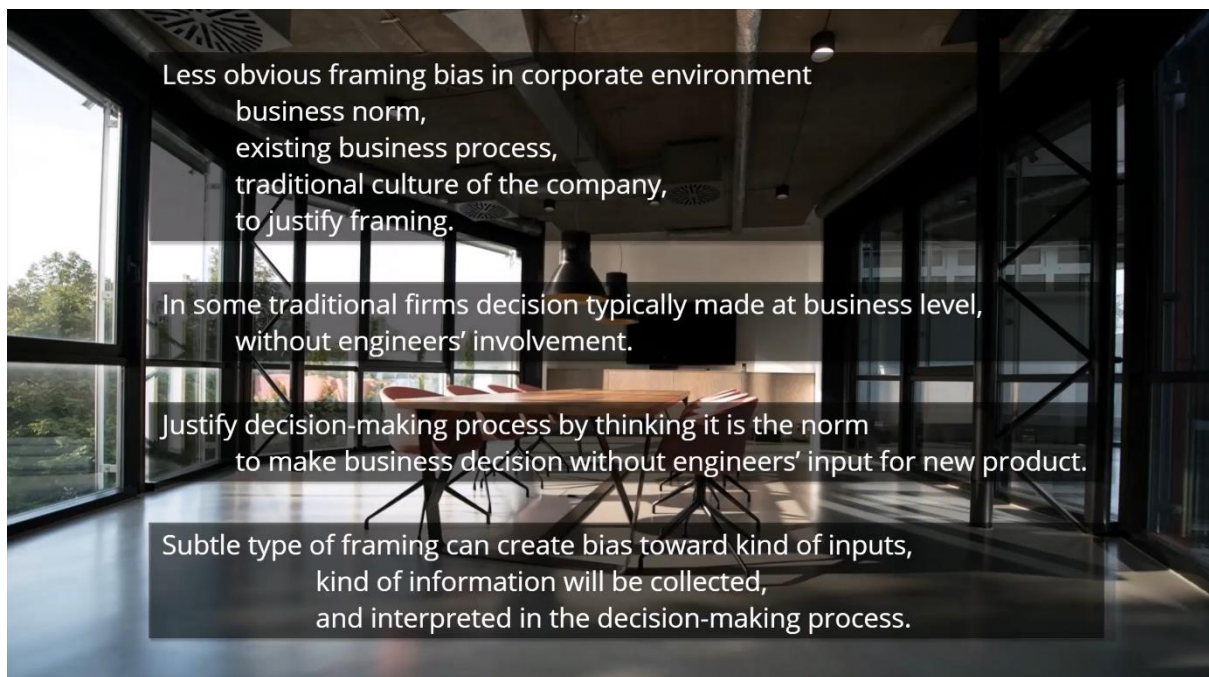 Less obvious framing bias in corporate environment
business norm,
existing business process,
traditional culture of the company,
to justify framing.
In some traditional firms decision typically made at business level,
without engineers’ involvement.
Justify decision-making process by thinking it is the norm
to make business decision without engineers’ input for new product.
Subtle type of framing can create bias toward kind of inputs,
kind of information will be collected,
and interpreted in the decision-making process.